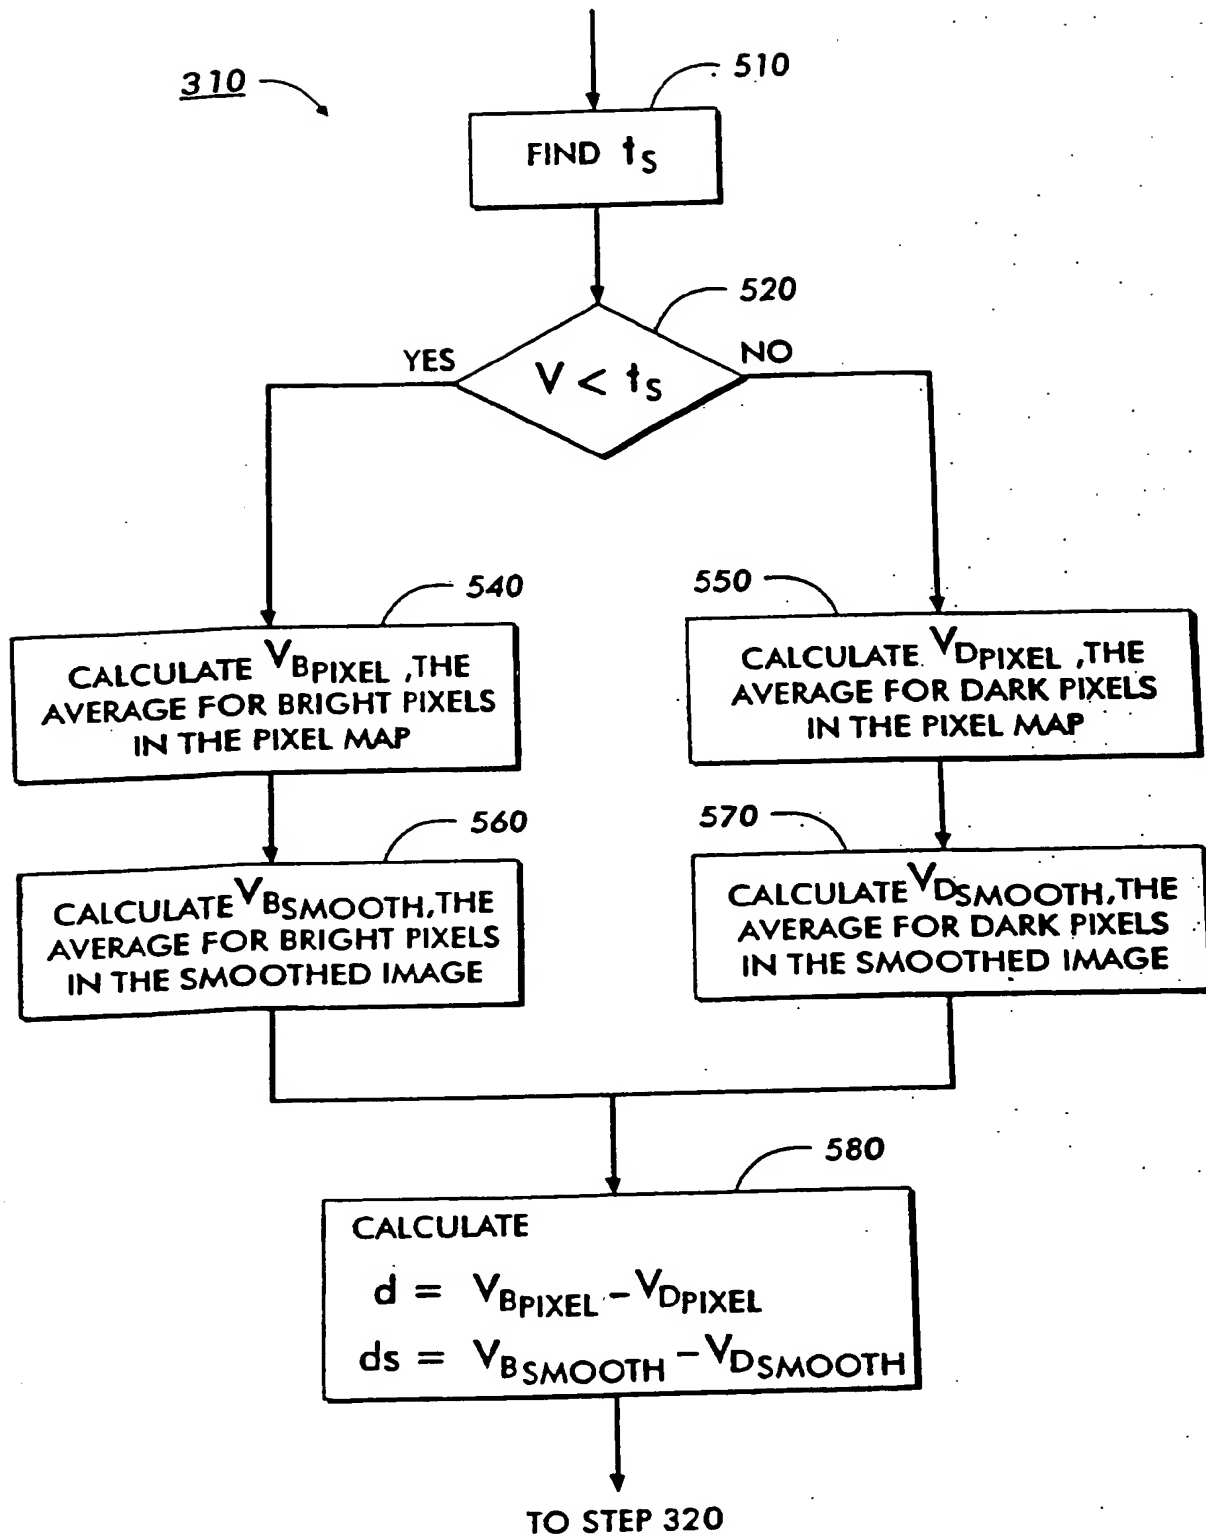 310
510
FIND tS
520
YES
V < tS
NO
540
CALCULATE VBPIXEL ,THE
AVERAGE FOR BRIGHT PIXELS
IN THE PIXEL MAP
550
CALCULATE VDPIXEL ,THE
AVERAGE FOR DARK PIXELS
IN THE PIXEL MAP
560
CALCULATE VBSMOOTH,THE
AVERAGE FOR BRIGHT PIXELS
IN THE SMOOTHED IMAGE
570
CALCULATE VDSMOOTH,THE
AVERAGE FOR DARK PIXELS
IN THE SMOOTHED IMAGE
580
CALCULATE
d = VBPIXEL - VDPIXEL
ds = VBSMOOTH - VDSMOOTH
TO STEP 320